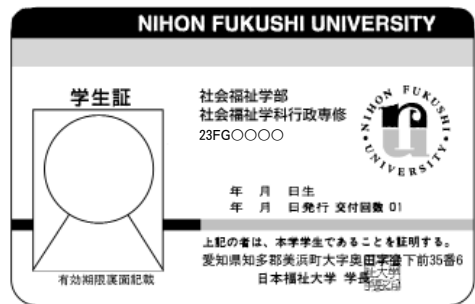 NIHON FUKUSHI UNIVERSITY
学生証
社会福祉学部
社会福祉学科行政専修
23FG○○○○
NIHON FUKUSHI
UNIVERSITY
年 月 日生
年 月 日発行 交付回数 01
有効期限裏面記載
上記の者は、本学学生であることを証明する。
愛知県知多郡美浜町大字奥田字会下前35番6
日本福祉大学 学長